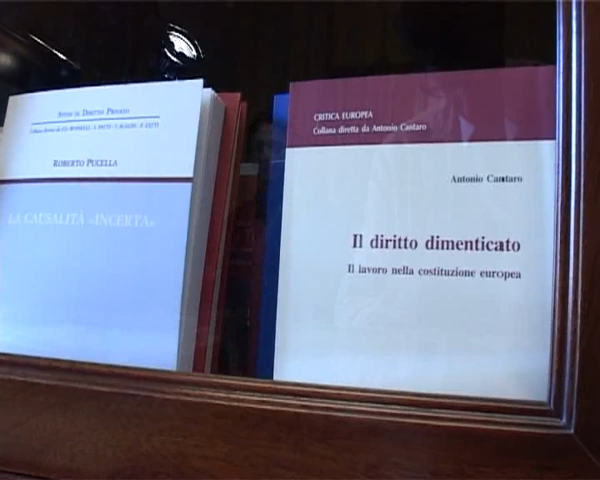 STUDI DI DIRITTO PRIVATO
ROBERTO PUCELLA
LA CAUSALITÀ «INCERTA»
CRITICA EUROPEA
Collana diretta da Antonio Cantaro
Antonio Cantaro
Il diritto dimenticato
Il lavoro nella costituzione europea